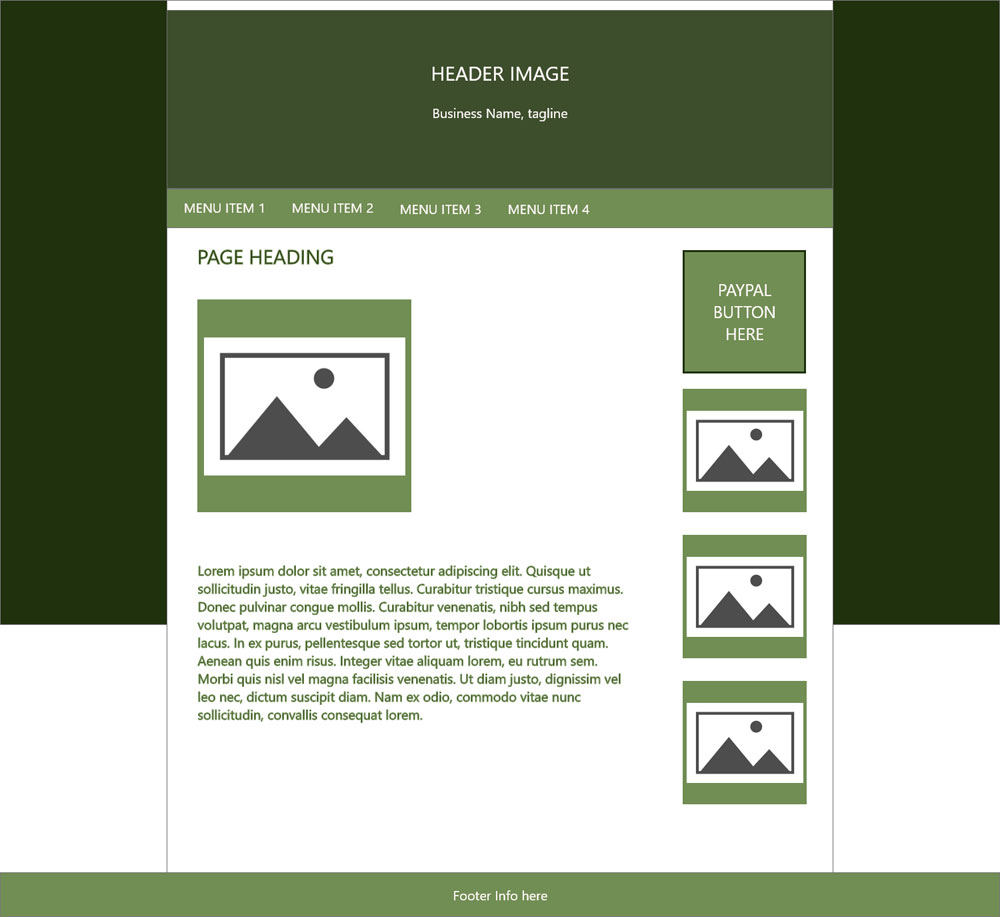 HEADER IMAGE
Business Name, tagline
MENU ITEM 1 MENU ITEM 2 MENU ITEM 3 MENU ITEM 4
PAGE HEADING
PAYPAL
BUTTON
HERE
Lorem ipsum dolor sit amet, consectetur adipiscing elit. Quisque ut
sollicitudin justo, vitae fringilla tellus. Curabitur tristique cursus maximus.
Donec pulvinar congue mollis. Curabitur venenatis, nibh sed tempus
volutpat, magna arcu vestibulum ipsum, tempor lobortis ipsum purus nec
lacus. In ex purus, pellentesque sed tortor ut, tristique tincidunt quam.
Aenean quis enim risus. Integer vitae aliquam lorem, eu rutrum sem.
Morbi quis nisl vel magna facilisis venenatis. Ut diam justo, dignissim vel
leo nec, dictum suscipit diam. Nam ex odio, commodo vitae nunc
sollicitudin, convallis consequat lorem.
Footer Info here